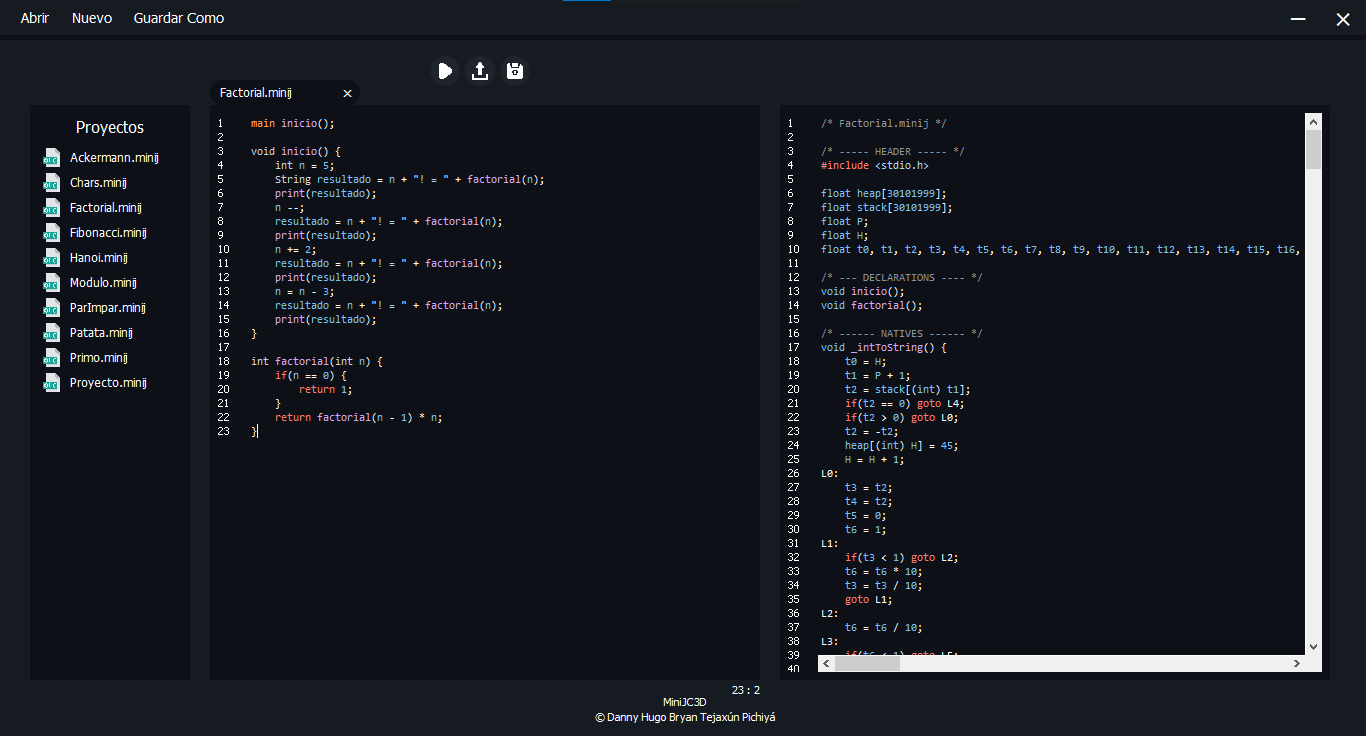 Abrir Nuevo Guardar Como
Factorial.minij
Proyectos
Ackermann.minij
Chars.minij
Factorial.minij
Fibonacci.minij
Hanoi.minij
Modulo.minij
ParImpar.minij
Patata.minij
Primo.minij
Proyecto.minij
1 main inicio();
2
3 void inicio() {
4 int n = 5;
5 String resultado = n + "! = " + factorial(n);
6 print(resultado);
7 n --;
8 resultado = n + "! = " + factorial(n);
9 print(resultado);
10 n += 2;
11 resultado = n + "! = " + factorial(n);
12 print(resultado);
13 n = n - 3;
14 resultado = n + "! = " + factorial(n);
15 print(resultado);
16 }
17
18 int factorial(int n) {
19 if(n == 0) {
20 return 1;
21 }
22 return factorial(n - 1) * n;
23 }
1 /* Factorial.minij */
2
3 /* ----- HEADER ----- */
4 #include <stdio.h>
5
6 float heap[30101999];
7 float stack[30101999];
8 float P;
9 float H;
10 float t0, t1, t2, t3, t4, t5, t6, t7, t8, t9, t10, t11, t12, t13, t14, t15, t16,
11
12 /* --- DECLARATIONS ---- */
13 void inicio();
14 void factorial();
15
16 /* ------ NATIVES ------ */
17 void _intToString() {
18 t0 = H;
19 t1 = P + 1;
20 t2 = stack[(int) t1];
21 if(t2 == 0) goto L4;
22 if(t2 > 0) goto L0;
23 t2 = -t2;
24 heap[(int) H] = 45;
25 H = H + 1;
26 L0:
27 t3 = t2;
28 t4 = t2;
29 t5 = 0;
30 t6 = 1;
31 L1:
32 if(t3 < 1) goto L2;
33 t6 = t6 * 10;
34 t3 = t3 / 10;
35 goto L1;
36 L2:
37 t6 = t6 / 10;
38 L3:
39 if(t6 < 1) goto L5;
40
23 : 2
MiniJC3D
© Danny Hugo Bryan Tejaxún Pichiyá